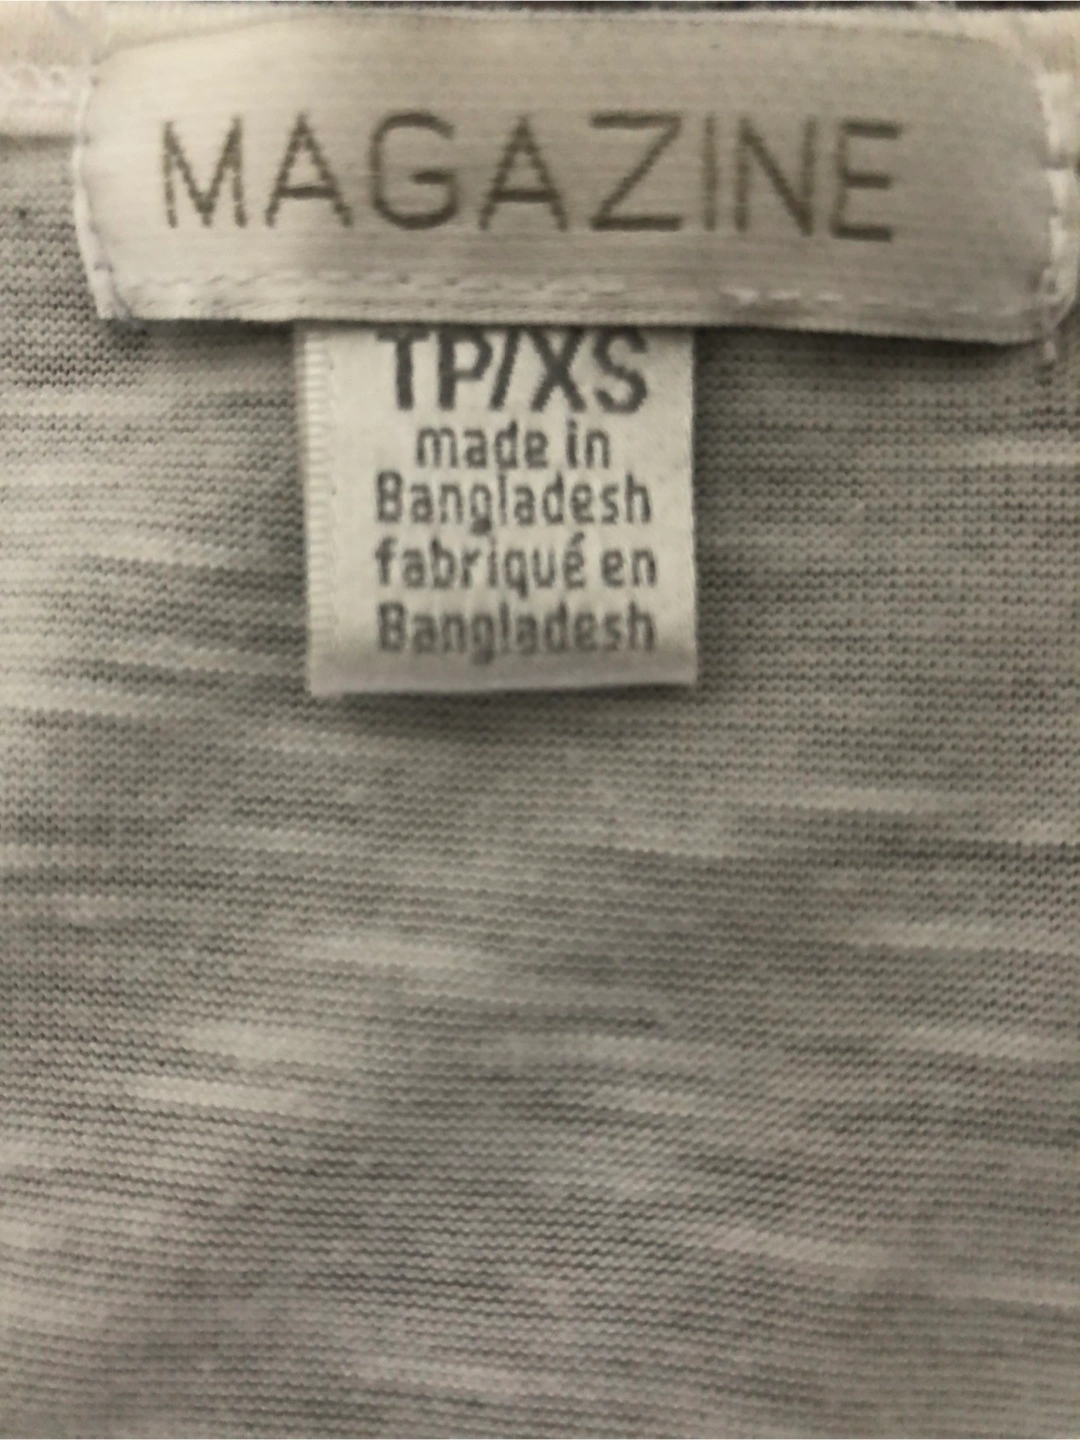 MAGAZINE
TP/XS
made in
Bangladesh
fabriqué en
Bangladesh